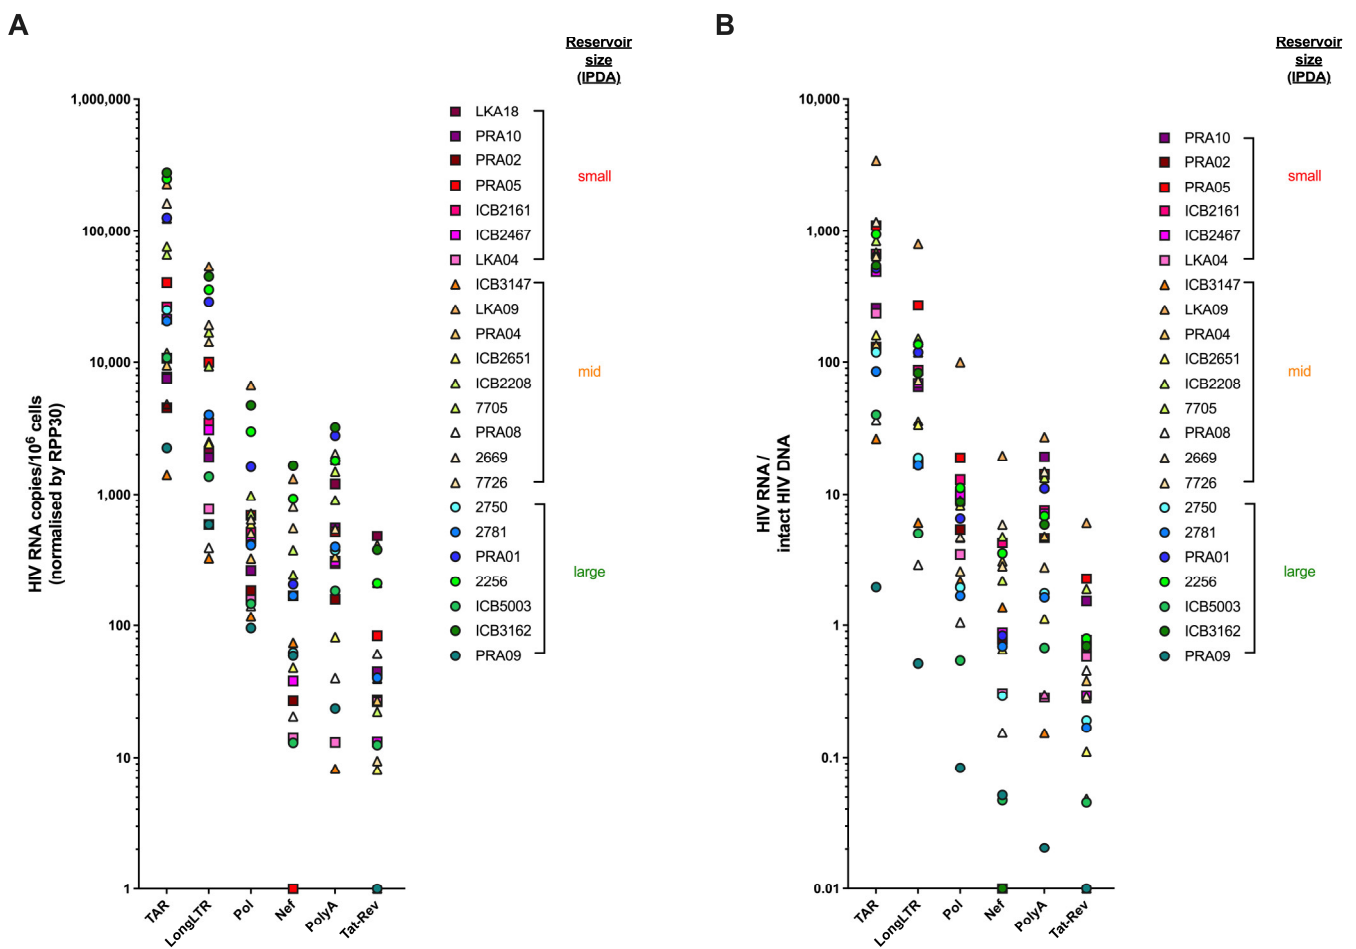 A
Reservoir
size
(IPDA)
HIV RNA copies/10⁶ cells
(normalised by RPP30)
1,000,000
100,000
10,000
1,000
100
10
1
TAR
LongLTR
Pol
Nef
PolyA
Tat-Rev
LKA18
PRA10
PRA02
PRA05
ICB2161
ICB2467
LKA04
ICB3147
LKA09
PRA04
ICB2651
ICB2208
7705
PRA08
2669
7726
2750
2781
PRA01
2256
ICB5003
ICB3162
PRA09
small
mid
large
B
Reservoir
size
(IPDA)
HIV RNA /
intact HIV DNA
10,000
1,000
100
10
1
0.1
0.01
TAR
LongLTR
Pol
Nef
PolyA
Tat-Rev
PRA10
PRA02
PRA05
ICB2161
ICB2467
LKA04
ICB3147
LKA09
PRA04
ICB2651
ICB2208
7705
PRA08
2669
7726
2750
2781
PRA01
2256
ICB5003
ICB3162
PRA09
small
mid
large